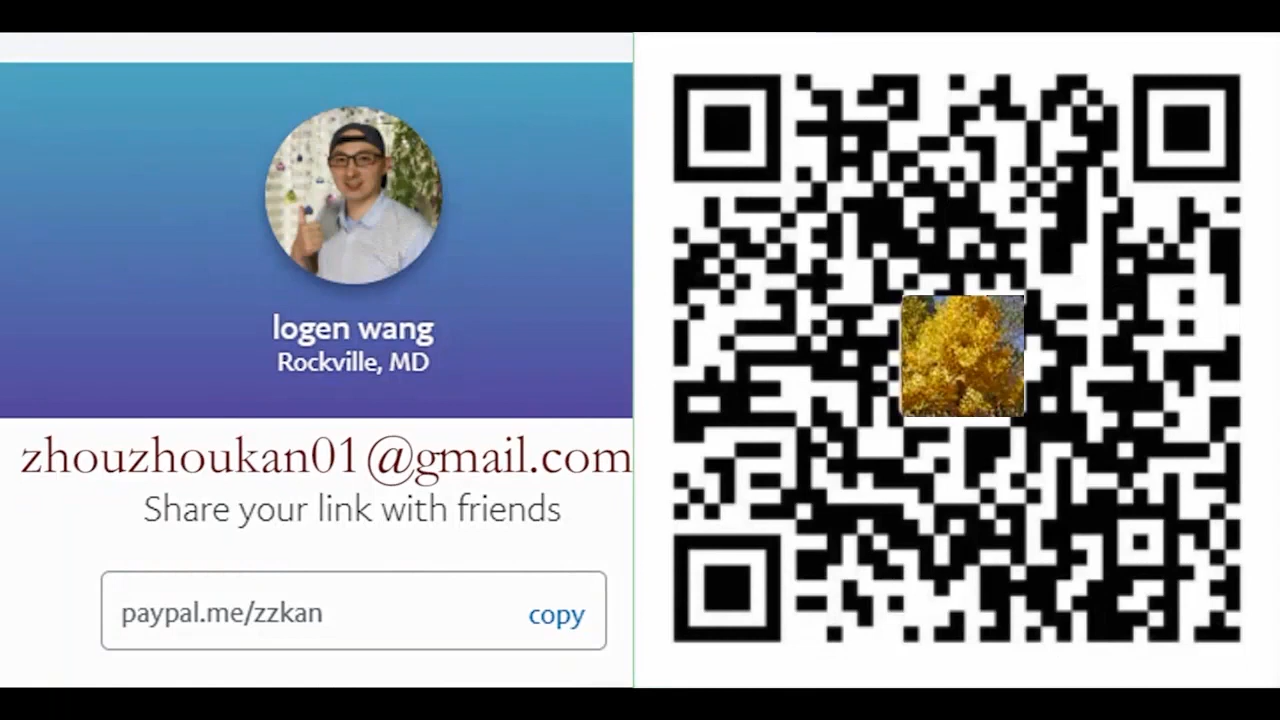 logen wang
Rockville, MD
zhouzhoukan01@gmail.com
Share your link with friends
paypal.me/zzkan copy